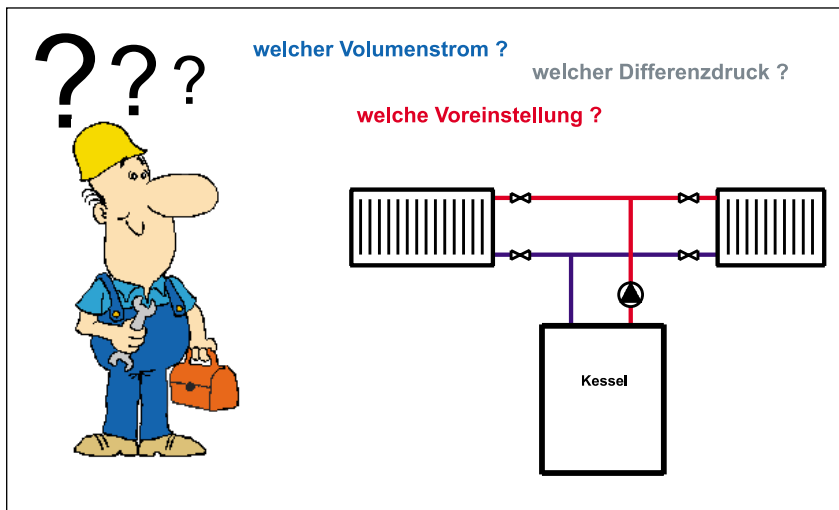 ? ? ?
welcher Volumenstrom ?
welcher Differenzdruck ?
welche Voreinstellung ?
Kessel